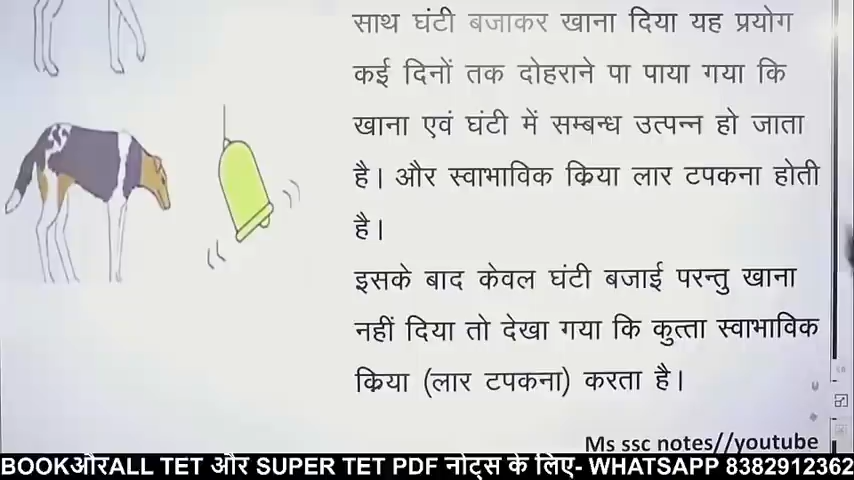 साथ घंटी बजाकर खाना दिया यह प्रयोग
कई दिनों तक दोहराने पा पाया गया कि
खाना एवं घंटी में सम्बन्ध उत्पन्न हो जाता
है। और स्वाभाविक क्रिया लार टपकना होती
है।
इसके बाद केवल घंटी बजाई परन्तु खाना
नहीं दिया तो देखा गया कि कुत्ता स्वाभाविक
क्रिया (लार टपकना) करता है।
Ms ssc notes//youtube
BOOKऔरALL TET और SUPER TET PDF नोट्स के लिए- WHATSAPP 8382912362